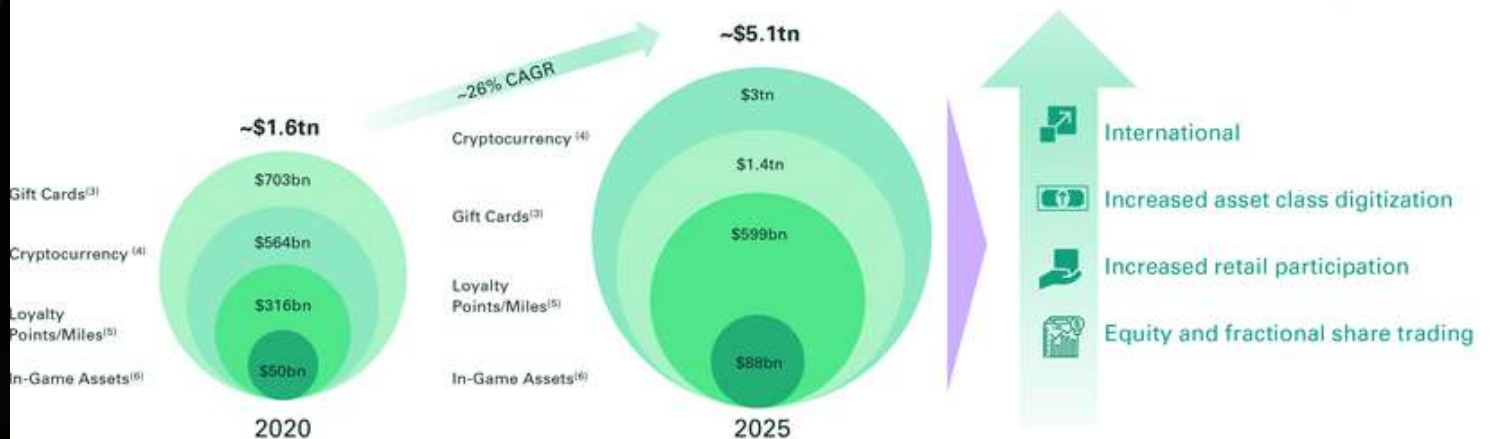 ~$1.6tn
Gift Cards(3)
$703bn
Cryptocurrency (4)
$564bn
Loyalty
Points/Miles(5)
$316bn
In-Game Assets(6)
$50bn
2020
~26% CAGR
~$5.1tn
Cryptocurrency (4)
$3tn
Gift Cards(3)
$1.4tn
Loyalty
Points/Miles(5)
$599bn
In-Game Assets(6)
$88bn
2025
International
Increased asset class digitization
Increased retail participation
Equity and fractional share trading